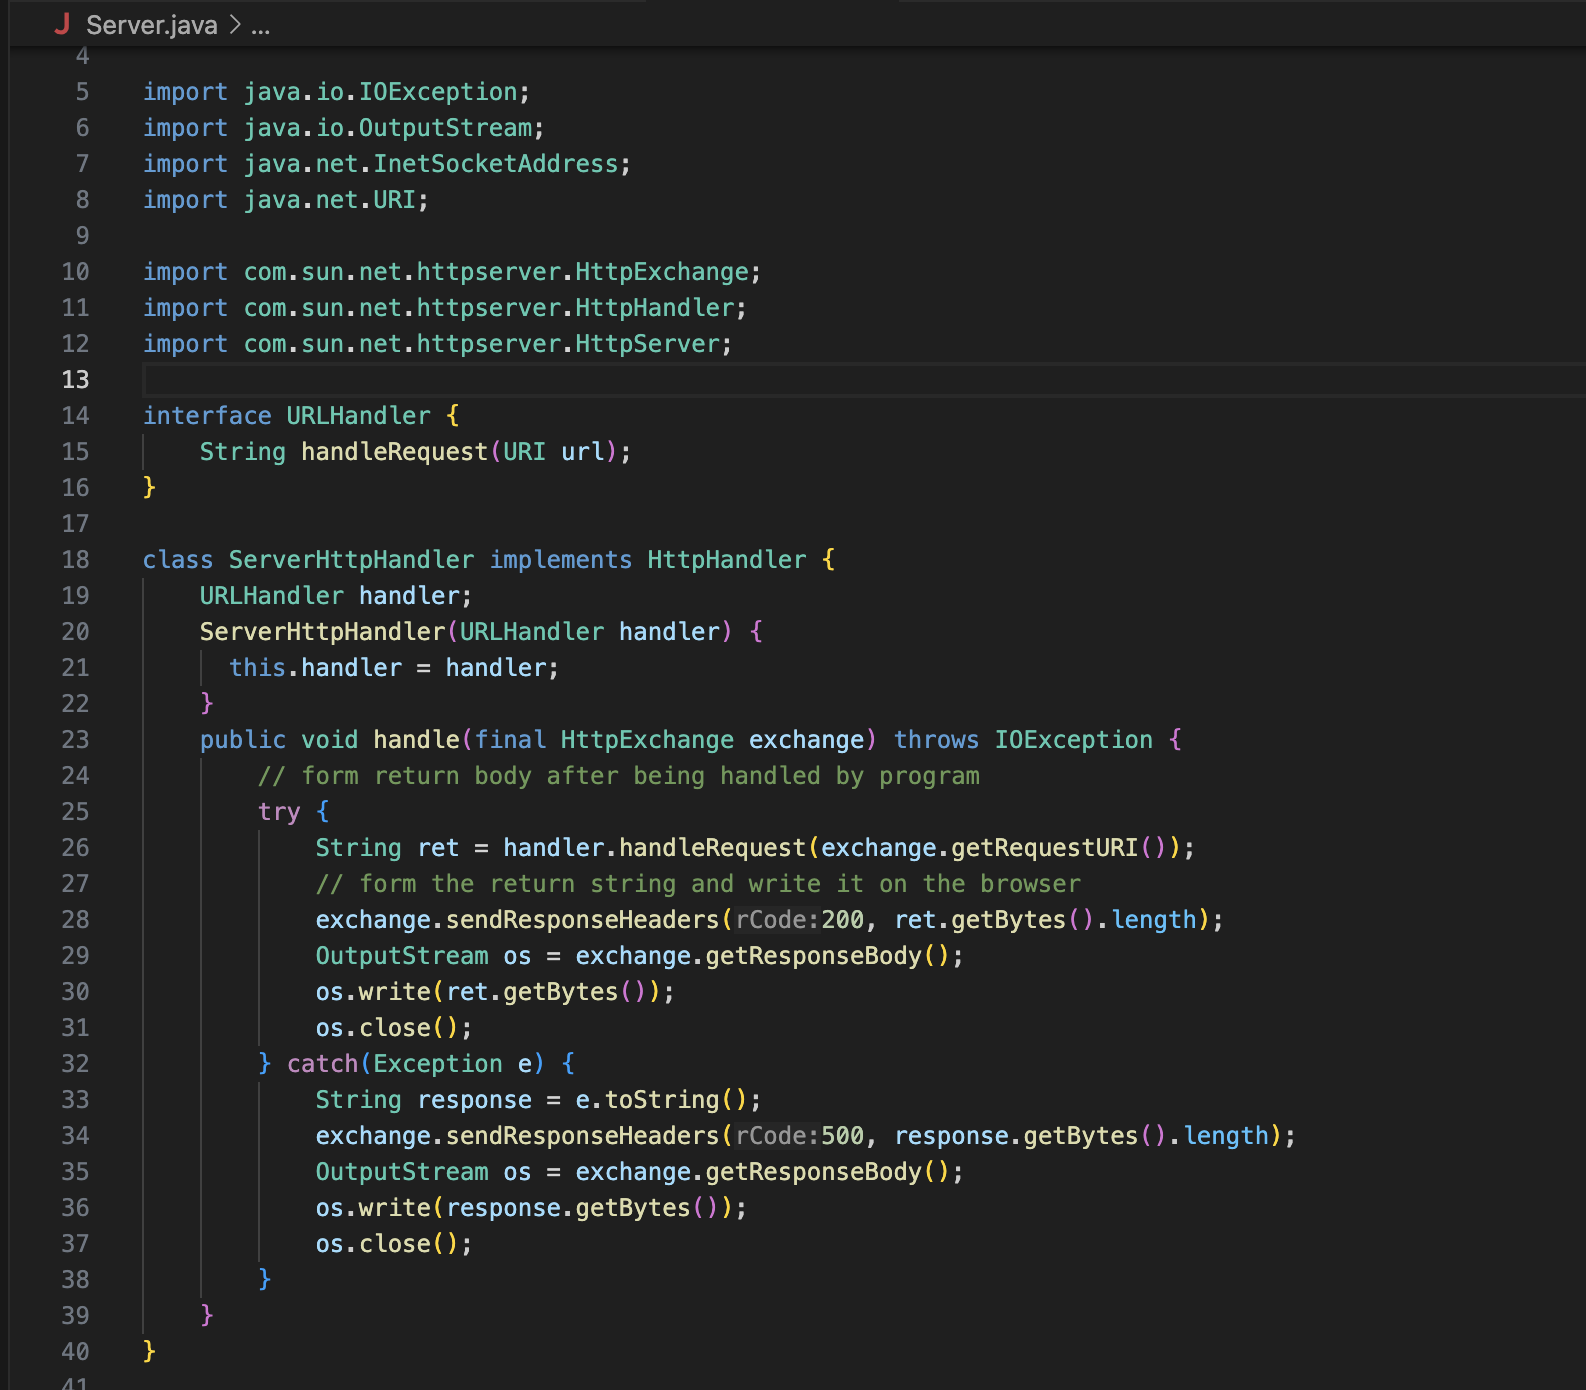 J Server.java > ...
4
5 import java.io.IOException;
6 import java.io.OutputStream;
7 import java.net.InetSocketAddress;
8 import java.net.URI;
9
10 import com.sun.net.httpserver.HttpExchange;
11 import com.sun.net.httpserver.HttpHandler;
12 import com.sun.net.httpserver.HttpServer;
13
14 interface URLHandler {
15     String handleRequest(URI url);
16 }
17
18 class ServerHttpHandler implements HttpHandler {
19     URLHandler handler;
20     ServerHttpHandler(URLHandler handler) {
21       this.handler = handler;
22     }
23     public void handle(final HttpExchange exchange) throws IOException {
24         // form return body after being handled by program
25         try {
26             String ret = handler.handleRequest(exchange.getRequestURI());
27             // form the return string and write it on the browser
28             exchange.sendResponseHeaders(rCode:200, ret.getBytes().length);
29             OutputStream os = exchange.getResponseBody();
30             os.write(ret.getBytes());
31             os.close();
32         } catch(Exception e) {
33             String response = e.toString();
34             exchange.sendResponseHeaders(rCode:500, response.getBytes().length);
35             OutputStream os = exchange.getResponseBody();
36             os.write(response.getBytes());
37             os.close();
38         }
39     }
40 }
41